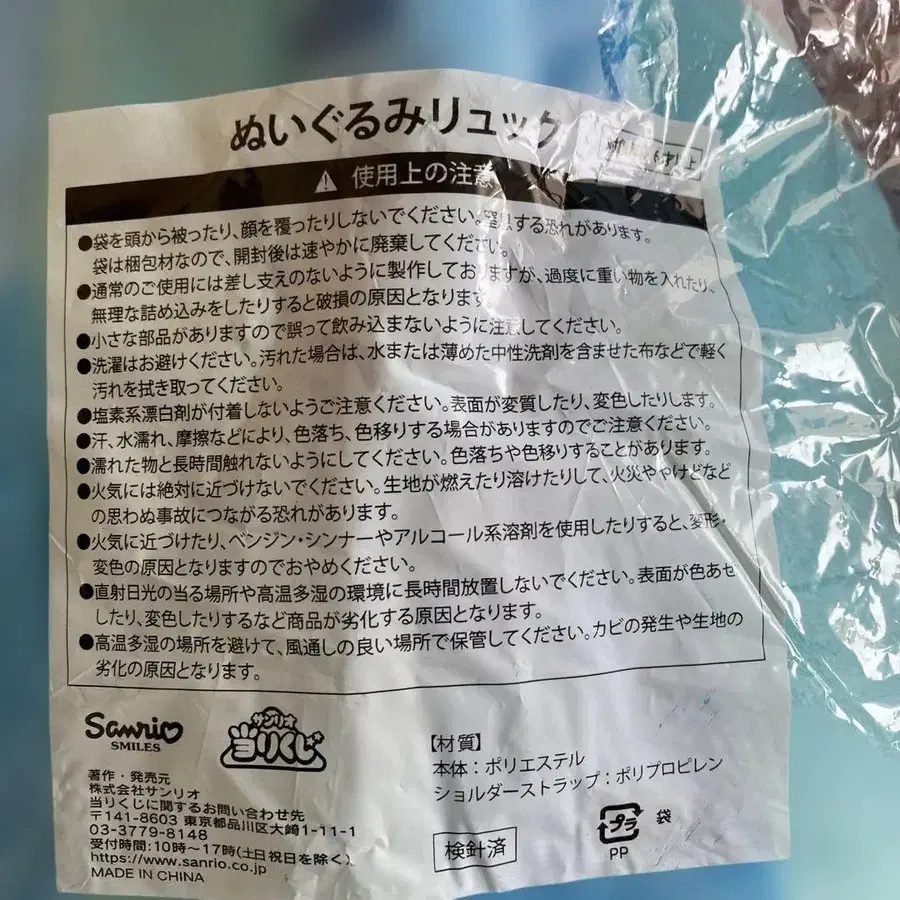 ぬいぐるみリュック
対象年齢6才以上
使用上の注意
●袋を頭から被ったり、顔を覆ったりしないでください。窒息する恐れがあります。
袋は梱包材なので、開封後は速やかに廃棄してください。
●通常のご使用には差し支えのないように製作しておりますが、過度に重い物を入れたり、
無理な詰め込みをしたりすると破損の原因となります。
●小さな部品がありますので誤って飲み込まないように注意してください。
●洗濯はお避けください。汚れた場合は、水または薄めた中性洗剤を含ませた布などで軽く
汚れを拭き取ってください。
●塩素系漂白剤が付着しないようご注意ください。表面が変質したり、変色したりします。
●汗、水濡れ、摩擦などにより、色落ち、色移りする場合がありますのでご注意ください。
●濡れた物と長時間触れないようにしてください。色落ちや色移りすることがあります。
●火気には絶対に近づけないでください。生地が燃えたり溶けたりして、火災ややけどなど
の思わぬ事故につながる恐れがあります。
●火気に近づけたり、ベンジン・シンナーやアルコール系溶剤を使用したりすると、変形・
変色の原因となりますのでおやめください。
●直射日光の当る場所や高温多湿の環境に長時間放置しないでください。表面が色あせ
したり、変色したりするなど商品が劣化する原因となります。
●高温多湿の場所を避けて、風通しの良い場所で保管してください。カビの発生や生地の
劣化の原因となります。
Sanrio
SMILES
サンリオ
当りくじ
著作・発売元
株式会社サンリオ
当りくじに関するお問い合わせ先
〒141-8603 東京都品川区大崎1-11-1
03-3779-8148
受付時間:10時～17時(土日祝日を除く)
https://www.sanrio.co.jp
MADE IN CHINA
【材質】
本体:ポリエステル
ショルダーストラップ:ポリプロピレン
検針済
プラ
袋
PP